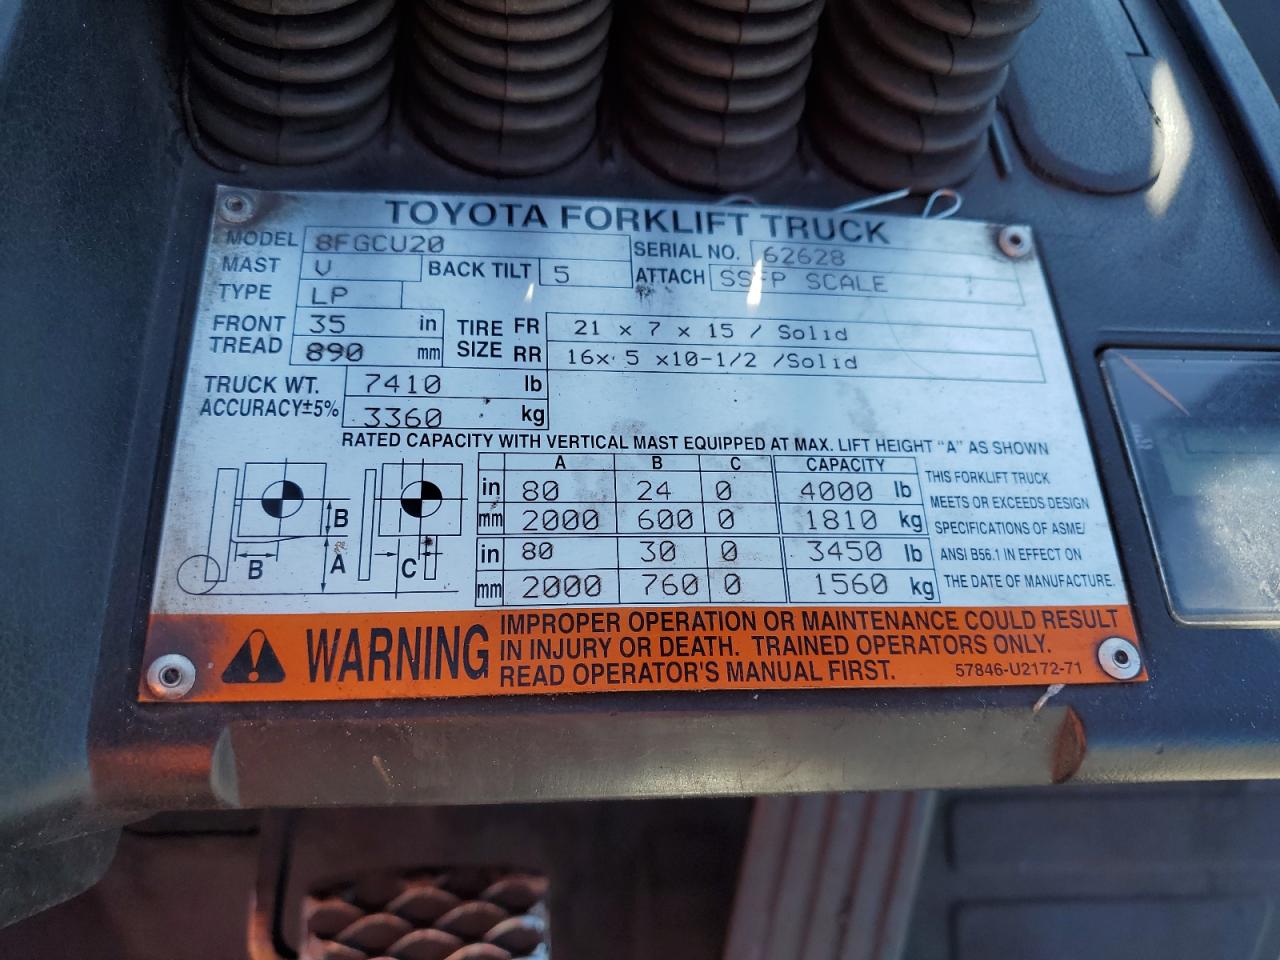 TOYOTA FORKLIFT TRUCK
MODEL 8FGCU20 SERIAL NO. 62628
MAST V BACK TILT 5 ATTACH SSFP SCALE
TYPE LP
FRONT TREAD 35 in TIRE SIZE FR 21 x 7 x 15 / Solid
890 mm RR 16x 5 x10-1/2 /Solid
TRUCK WT. 7410 lb
ACCURACY±5% 3360 kg
RATED CAPACITY WITH VERTICAL MAST EQUIPPED AT MAX. LIFT HEIGHT "A" AS SHOWN
A B C CAPACITY
in 80 24 0 4000 lb
mm 2000 600 0 1810 kg
in 80 30 0 3450 lb
mm 2000 760 0 1560 kg
B
B A C
THIS FORKLIFT TRUCK
MEETS OR EXCEEDS DESIGN
SPECIFICATIONS OF ASME/
ANSI B56.1 IN EFFECT ON
THE DATE OF MANUFACTURE.
WARNING
IMPROPER OPERATION OR MAINTENANCE COULD RESULT
IN INJURY OR DEATH. TRAINED OPERATORS ONLY.
READ OPERATOR'S MANUAL FIRST. 57846-U2172-71